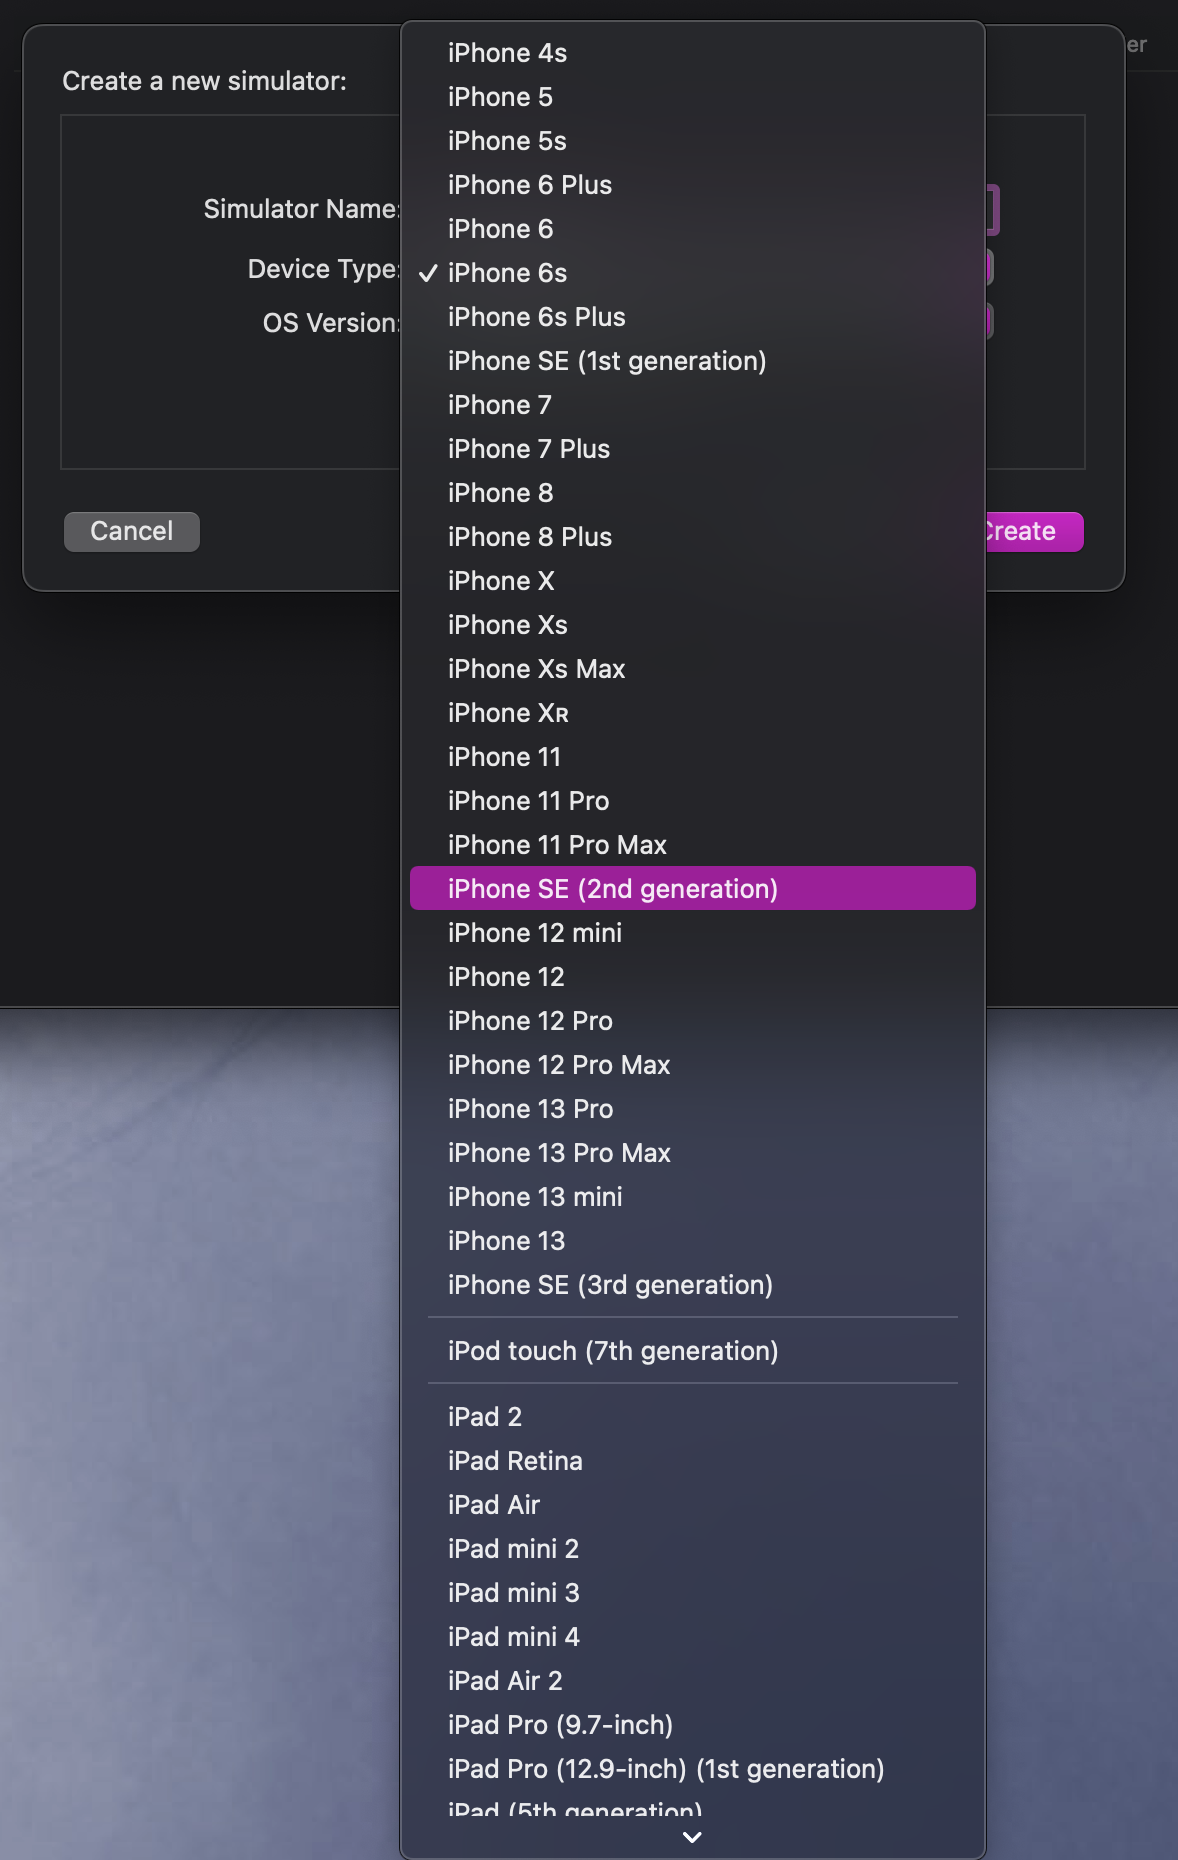 er
Create a new simulator:
Simulator Name:
Device Type:
OS Version:
Cancel
Create
iPhone 4s
iPhone 5
iPhone 5s
iPhone 6 Plus
iPhone 6
✓ iPhone 6s
iPhone 6s Plus
iPhone SE (1st generation)
iPhone 7
iPhone 7 Plus
iPhone 8
iPhone 8 Plus
iPhone X
iPhone Xs
iPhone Xs Max
iPhone Xʀ
iPhone 11
iPhone 11 Pro
iPhone 11 Pro Max
iPhone SE (2nd generation)
iPhone 12 mini
iPhone 12
iPhone 12 Pro
iPhone 12 Pro Max
iPhone 13 Pro
iPhone 13 Pro Max
iPhone 13 mini
iPhone 13
iPhone SE (3rd generation)
iPod touch (7th generation)
iPad 2
iPad Retina
iPad Air
iPad mini 2
iPad mini 3
iPad mini 4
iPad Air 2
iPad Pro (9.7-inch)
iPad Pro (12.9-inch) (1st generation)
iPad (5th generation)